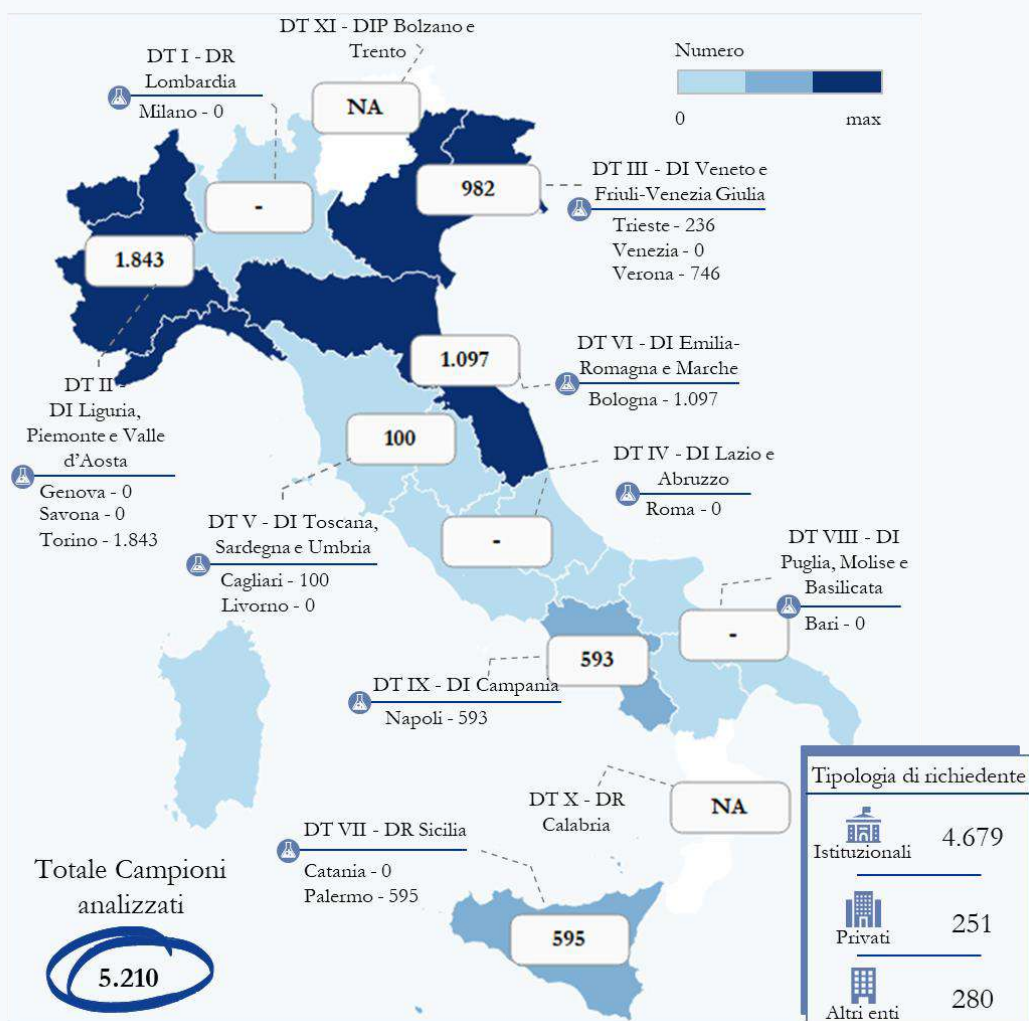 DT XI - DIP Bolzano e
Trento
NA
DT I - DR
Lombardia
Milano - 0
-
Numero
0 max
DT III - DI Veneto e
Friuli-Venezia Giulia
Trieste - 236
Venezia - 0
Verona - 746
982
1.843
DT II -
DI Liguria,
Piemonte e Valle
d'Aosta
Genova - 0
Savona - 0
Torino - 1.843
1.097
DT VI - DI Emilia-
Romagna e Marche
Bologna - 1.097
100
DT V - DI Toscana,
Sardegna e Umbria
Cagliari - 100
Livorno - 0
DT IV - DI Lazio e
Abruzzo
Roma - 0
-
DT VIII - DI
Puglia, Molise e
Basilicata
Bari - 0
-
593
DT IX - DI Campania
Napoli - 593
DT X - DR
Calabria
NA
DT VII - DR Sicilia
Catania - 0
Palermo - 595
595
Totale Campioni
analizzati
5.210
Tipologia di richiedente
Istituzionali 4.679
Privati 251
Altri enti 280